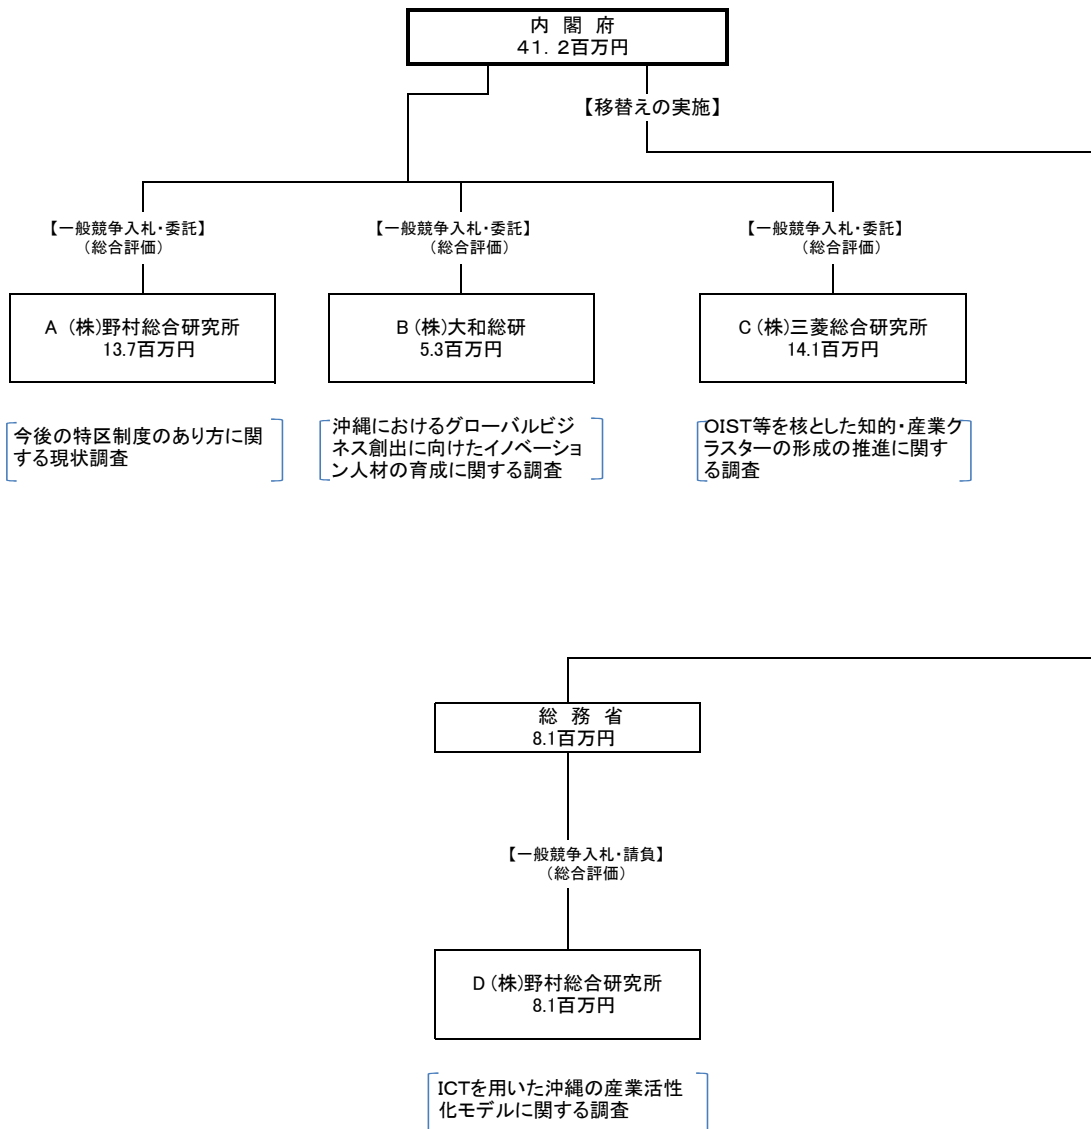 内 閣 府
41．2百万円
【移替えの実施】
【一般競争入札・委託】
（総合評価）
【一般競争入札・委託】
（総合評価）
【一般競争入札・委託】
（総合評価）
A （株）野村総合研究所
13.7百万円
B （株）大和総研
5.3百万円
C （株）三菱総合研究所
14.1百万円
今後の特区制度のあり方に関
する現状調査
沖縄におけるグローバルビジ
ネス創出に向けたイノベーショ
ン人材の育成に関する調査
OIST等を核とした知的・産業ク
ラスターの形成の推進に関す
る調査
総 務 省
8.1百万円
【一般競争入札・請負】
（総合評価）
D （株）野村総合研究所
8.1百万円
ICTを用いた沖縄の産業活性
化モデルに関する調査